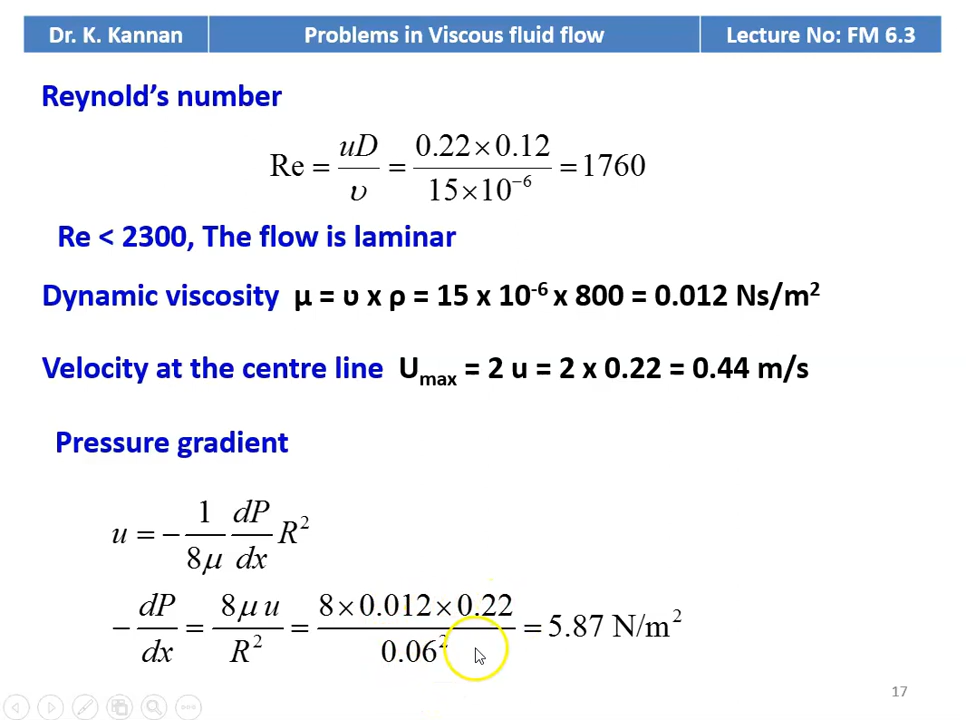 Dr. K. Kannan Problems in Viscous fluid flow Lecture No: FM 6.3
Reynold’s number
Re = uD/υ = 0.22 × 0.12 / 15 × 10⁻⁶ = 1760
Re < 2300, The flow is laminar
Dynamic viscosity μ = υ x ρ = 15 x 10⁻⁶ x 800 = 0.012 Ns/m²
Velocity at the centre line Umax = 2 u = 2 x 0.22 = 0.44 m/s
Pressure gradient
u = − 1/8μ dP/dx R²
− dP/dx = 8μ u / R² = 8 × 0.012 × 0.22 / 0.06² = 5.87 N/m²
17